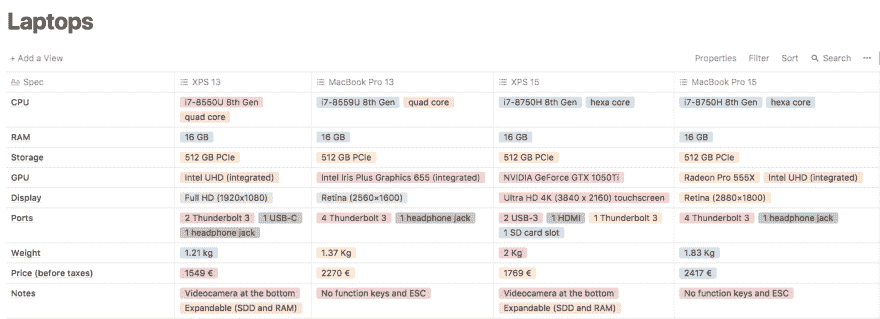 Laptops
+ Add a View Properties Filter Sort Search ···
Spec XPS 13 MacBook Pro 13 XPS 15 MacBook Pro 15
CPU i7-8550U 8th Gen i7-8559U 8th Gen quad core i7-8750H 8th Gen hexa core i7-8750H 8th Gen hexa core
quad core
RAM 16 GB 16 GB 16 GB 16 GB
Storage 512 GB PCIe 512 GB PCIe 512 GB PCIe 512 GB PCIe
GPU Intel UHD (integrated) Intel Iris Plus Graphics 655 (integrated) NVIDIA GeForce GTX 1050Ti Radeon Pro 555X Intel UHD (integrated)
Display Full HD (1920x1080) Retina (2560×1600) Ultra HD 4K (3840 x 2160) touchscreen Retina (2880×1800)
Ports 2 Thunderbolt 3 1 USB-C 4 Thunderbolt 3 1 headphone jack 2 USB-3 1 HDMI 1 Thunderbolt 3 4 Thunderbolt 3 1 headphone jack
1 headphone jack 1 SD card slot
Weight 1.21 kg 1.37 Kg 2 Kg 1.83 Kg
Price (before taxes) 1549 € 2270 € 1769 € 2417 €
Notes Videocamera at the bottom No function keys and ESC Videocamera at the bottom No function keys and ESC
Expandable (SDD and RAM) Expandable (SDD and RAM)